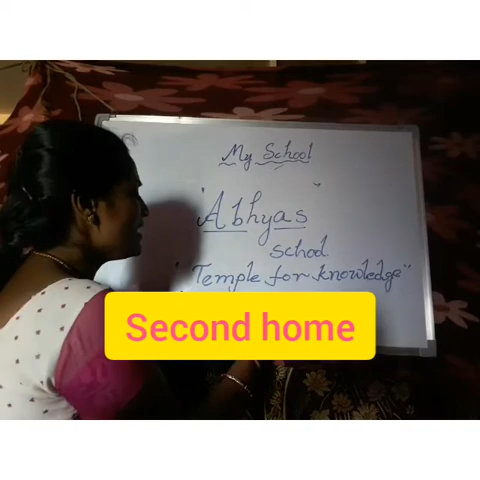 My School
"Abhyas"
school.
"Temple for knowledge"
Second home